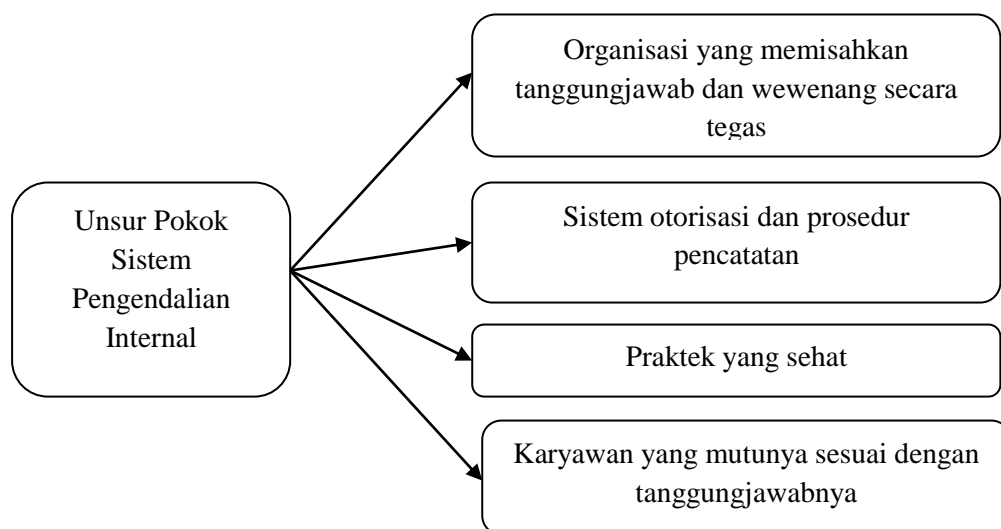 Unsur Pokok
Sistem
Pengendalian
Internal
Organisasi yang memisahkan
tanggungjawab dan wewenang secara
tegas
Sistem otorisasi dan prosedur
pencatatan
Praktek yang sehat
Karyawan yang mutunya sesuai dengan
tanggungjawabnya